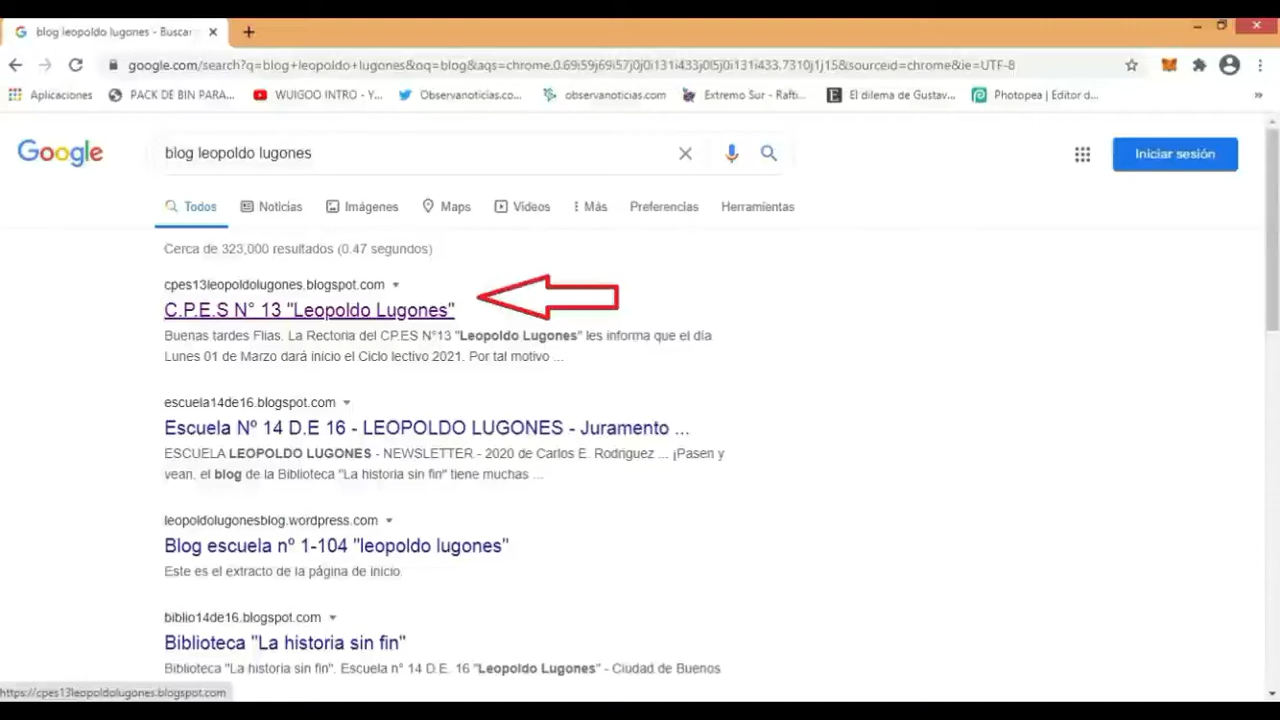 blog leopoldo lugones - Buscar
google.com/search?q=blog+leopoldo+lugones&oq=blog&aqs=chrome.0.69i59j69i57j0j0i131i433j0l5j0i131i433.7310j1j15&sourceid=chrome&ie=UTF-8
Aplicaciones PACK DE BIN PARA... WUIGOO INTRO - Y... Observanoticias.co... observanoticias.com Extremo Sur - Rafti... El dilema de Gustav... Photopea | Editor d... »
Google blog leopoldo lugones Iniciar sesión
Todos Noticias Imágenes Maps Videos Más Preferencias Herramientas
Cerca de 323,000 resultados (0.47 segundos)
cpes13leopoldolugones.blogspot.com
C.P.E.S N° 13 "Leopoldo Lugones"
Buenas tardes Flias. La Rectoria del CP.ES N°13 "Leopoldo Lugones" les informa que el día
Lunes 01 de Marzo dará inicio el Ciclo lectivo 2021. Por tal motivo ...
escuela14de16.blogspot.com
Escuela Nº 14 D.E 16 - LEOPOLDO LUGONES - Juramento ...
ESCUELA LEOPOLDO LUGONES - NEWSLETTER - 2020 de Carlos E. Rodriguez ... ¡Pasen y
vean, el blog de la Biblioteca "La historia sin fin" tiene muchas ...
leopoldolugonesblog.wordpress.com
Blog escuela nº 1-104 "leopoldo lugones"
Este es el extracto de la página de inicio.
biblio14de16.blogspot.com
Biblioteca "La historia sin fin"
Biblioteca "La historia sin fin". Escuela n° 14 D.E. 16 "Leopoldo Lugones" - Ciudad de Buenos
https://cpes13leopoldolugones.blogspot.com